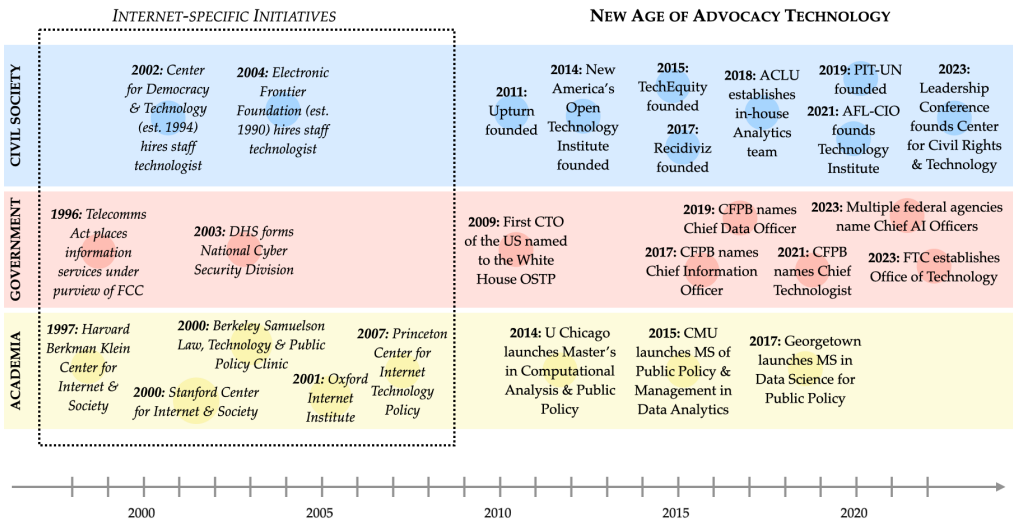 INTERNET-SPECIFIC INITIATIVES
NEW AGE OF ADVOCACY TECHNOLOGY
CIVIL SOCIETY
2002: Center
for Democracy
& Technology
(est. 1994)
hires staff
technologist
2004: Electronic
Frontier
Foundation (est.
1990) hires staff
technologist
2011:
Upturn
founded
2014: New
America's
Open
Technology
Institute
founded
2015:
TechEquity
founded
2017:
Recidiviz
founded
2018: ACLU
establishes
in-house
Analytics
team
2019: PIT-UN
founded
2021: AFL-CIO
founds
Technology
Institute
2023:
Leadership
Conference
founds Center
for Civil Rights
& Technology
GOVERNMENT
1996: Telecomms
Act places
information
services under
purview of FCC
2003: DHS forms
National Cyber
Security Division
2009: First CTO
of the US named
to the White
House OSTP
2019: CFPB names
Chief Data Officer
2017: CFPB names
Chief Information
Officer
2021: CFPB
names Chief
Technologist
2023: Multiple federal agencies
name Chief AI Officers
2023: FTC establishes
Office of Technology
ACADEMIA
1997: Harvard
Berkman Klein
Center for
Internet &
Society
2000: Berkeley Samuelson
Law, Technology & Public
Policy Clinic
2000: Stanford Center
for Internet & Society
2001: Oxford
Internet
Institute
2007: Princeton
Center for
Internet
Technology
Policy
2014: U Chicago
launches Master's
in Computational
Analysis & Public
Policy
2015: CMU
launches MS of
Public Policy &
Management in
Data Analytics
2017: Georgetown
launches MS in
Data Science for
Public Policy
2000
2005
2010
2015
2020